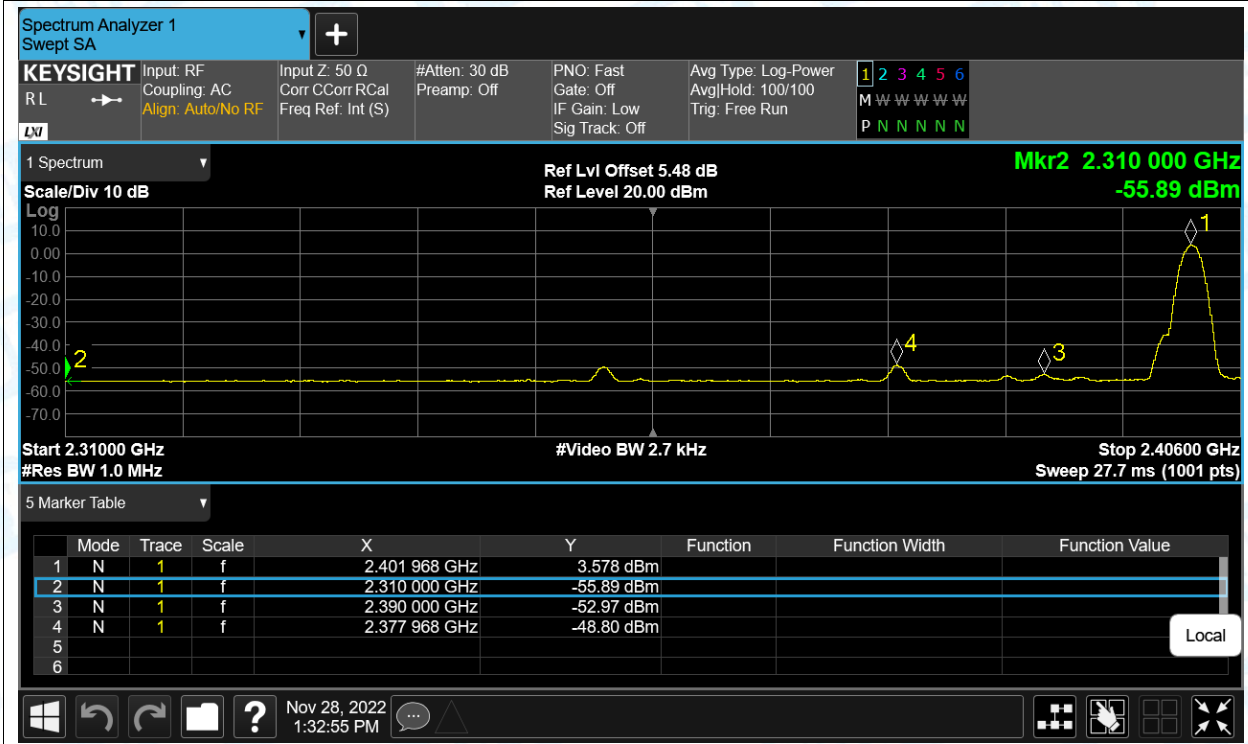 Spectrum Analyzer 1
Swept SA
+
KEYSIGHT
R L
LXI
Input: RF
Coupling: AC
Align: Auto/No RF
Input Z: 50 Ω
Corr CCorr RCal
Freq Ref: Int (S)
#Atten: 30 dB
Preamp: Off
PNO: Fast
Gate: Off
IF Gain: Low
Sig Track: Off
Avg Type: Log-Power
Avg|Hold: 100/100
Trig: Free Run
1 2 3 4 5 6
M W W W W W W
P N N N N N N
1 Spectrum
Scale/Div 10 dB
Ref Lvl Offset 5.48 dB
Ref Level 20.00 dBm
Mkr2 2.310 000 GHz
-55.89 dBm
Log
10.0
0.00
-10.0
-20.0
-30.0
-40.0
-50.0
-60.0
-70.0
2
4
3
1
Start 2.31000 GHz
#Res BW 1.0 MHz
#Video BW 2.7 kHz
Stop 2.40600 GHz
Sweep 27.7 ms (1001 pts)
5 Marker Table
Mode Trace Scale X Y Function Function Width Function Value
1 N 1 f 2.401 968 GHz 3.578 dBm
2 N 1 f 2.310 000 GHz -55.89 dBm
3 N 1 f 2.390 000 GHz -52.97 dBm
4 N 1 f 2.377 968 GHz -48.80 dBm
5
6
Local
?
Nov 28, 2022
1:32:55 PM